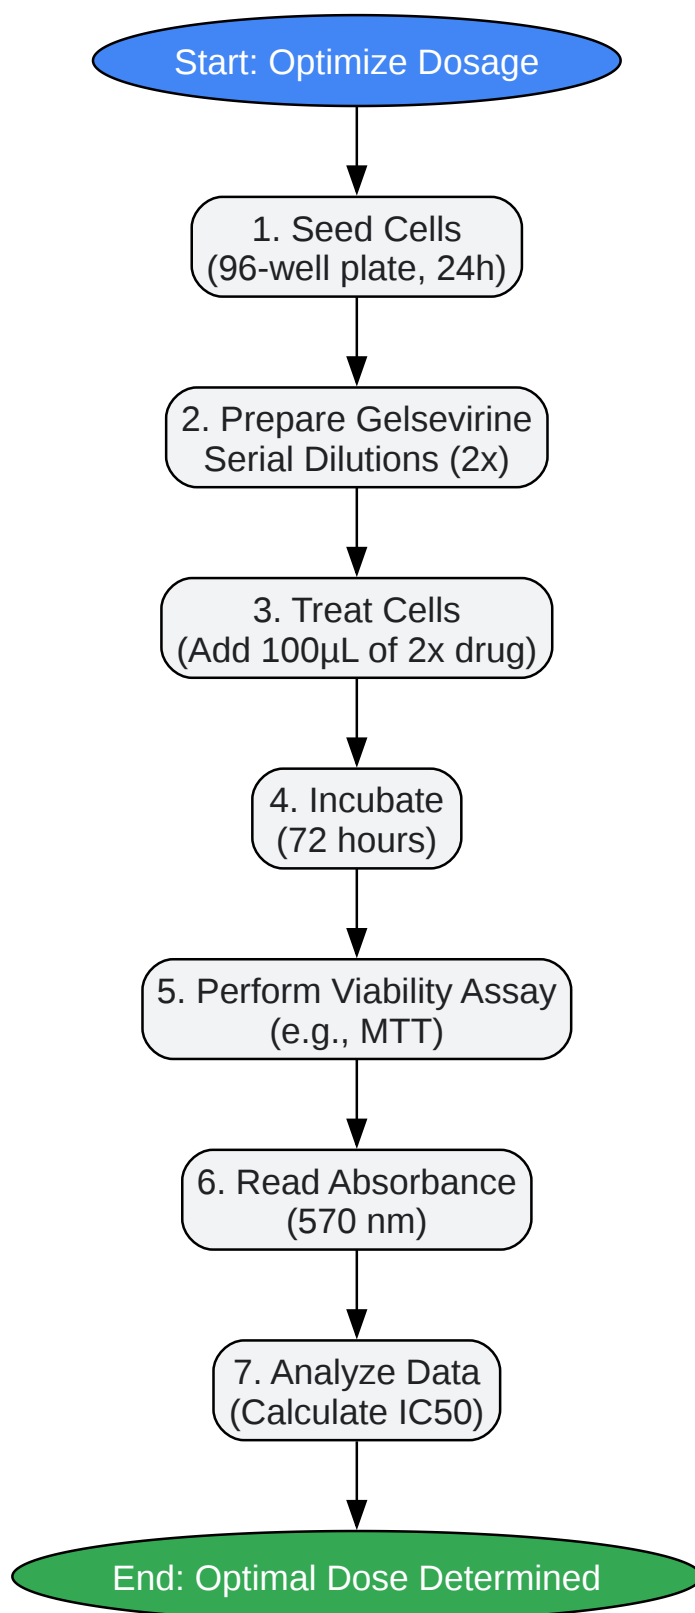 Start: Optimize Dosage
1. Seed Cells
(96-well plate, 24h)
2. Prepare Gelsevirine
Serial Dilutions (2x)
3. Treat Cells
(Add 100µL of 2x drug)
4. Incubate
(72 hours)
5. Perform Viability Assay
(e.g., MTT)
6. Read Absorbance
(570 nm)
7. Analyze Data
(Calculate IC50)
End: Optimal Dose Determined